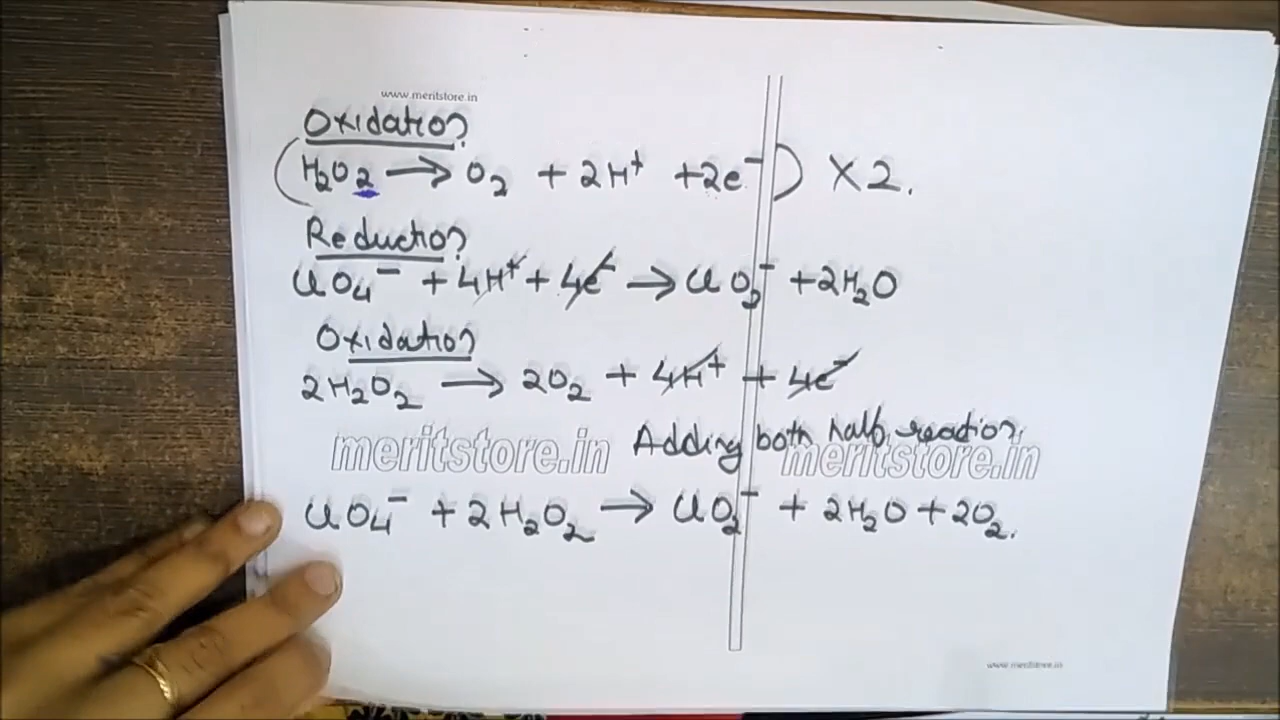 www.meritstore.in
Oxidation
(H₂O₂ → O₂ + 2H⁺ + 2e⁻) × 2.
Reduction
ClO₄⁻ + 4H⁺ + 4e⁻ → ClO₂⁻ + 2H₂O
Oxidation
2H₂O₂ → 2O₂ + 4H⁺ + 4e⁻
Adding both half reaction.
meritstore.in meritstore.in
ClO₄⁻ + 2H₂O₂ → ClO₂⁻ + 2H₂O + 2O₂.
www.meritstore.in